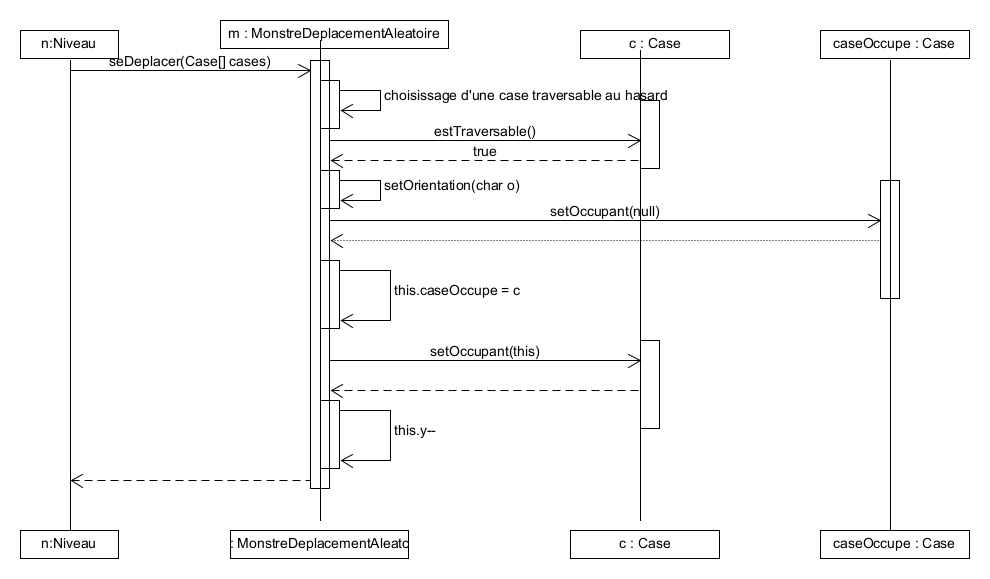 n:Niveau
m : MonstreDeplacementAleatoire
c : Case
caseOccupe : Case
seDeplacer(Case[] cases)
choisissage d'une case traversable au hasard
estTraversable()
true
setOrientation(char o)
setOccupant(null)
this.caseOccupe = c
setOccupant(this)
this.y--
n:Niveau
: MonstreDeplacementAleatc
c : Case
caseOccupe : Case